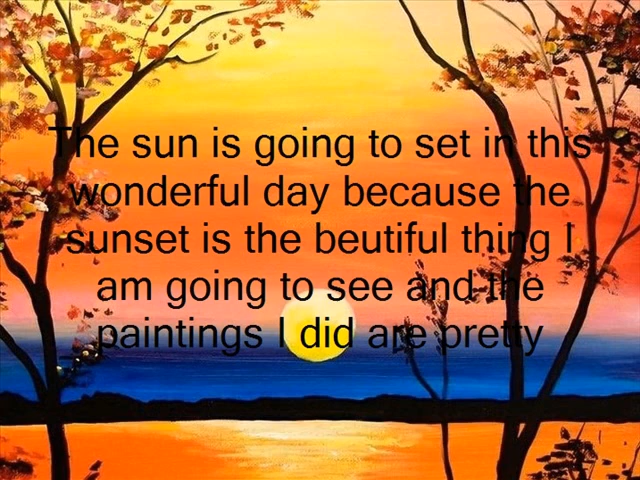 The sun is going to set in this
wonderful day because the
sunset is the beutiful thing I
am going to see and the
paintings I did are pretty